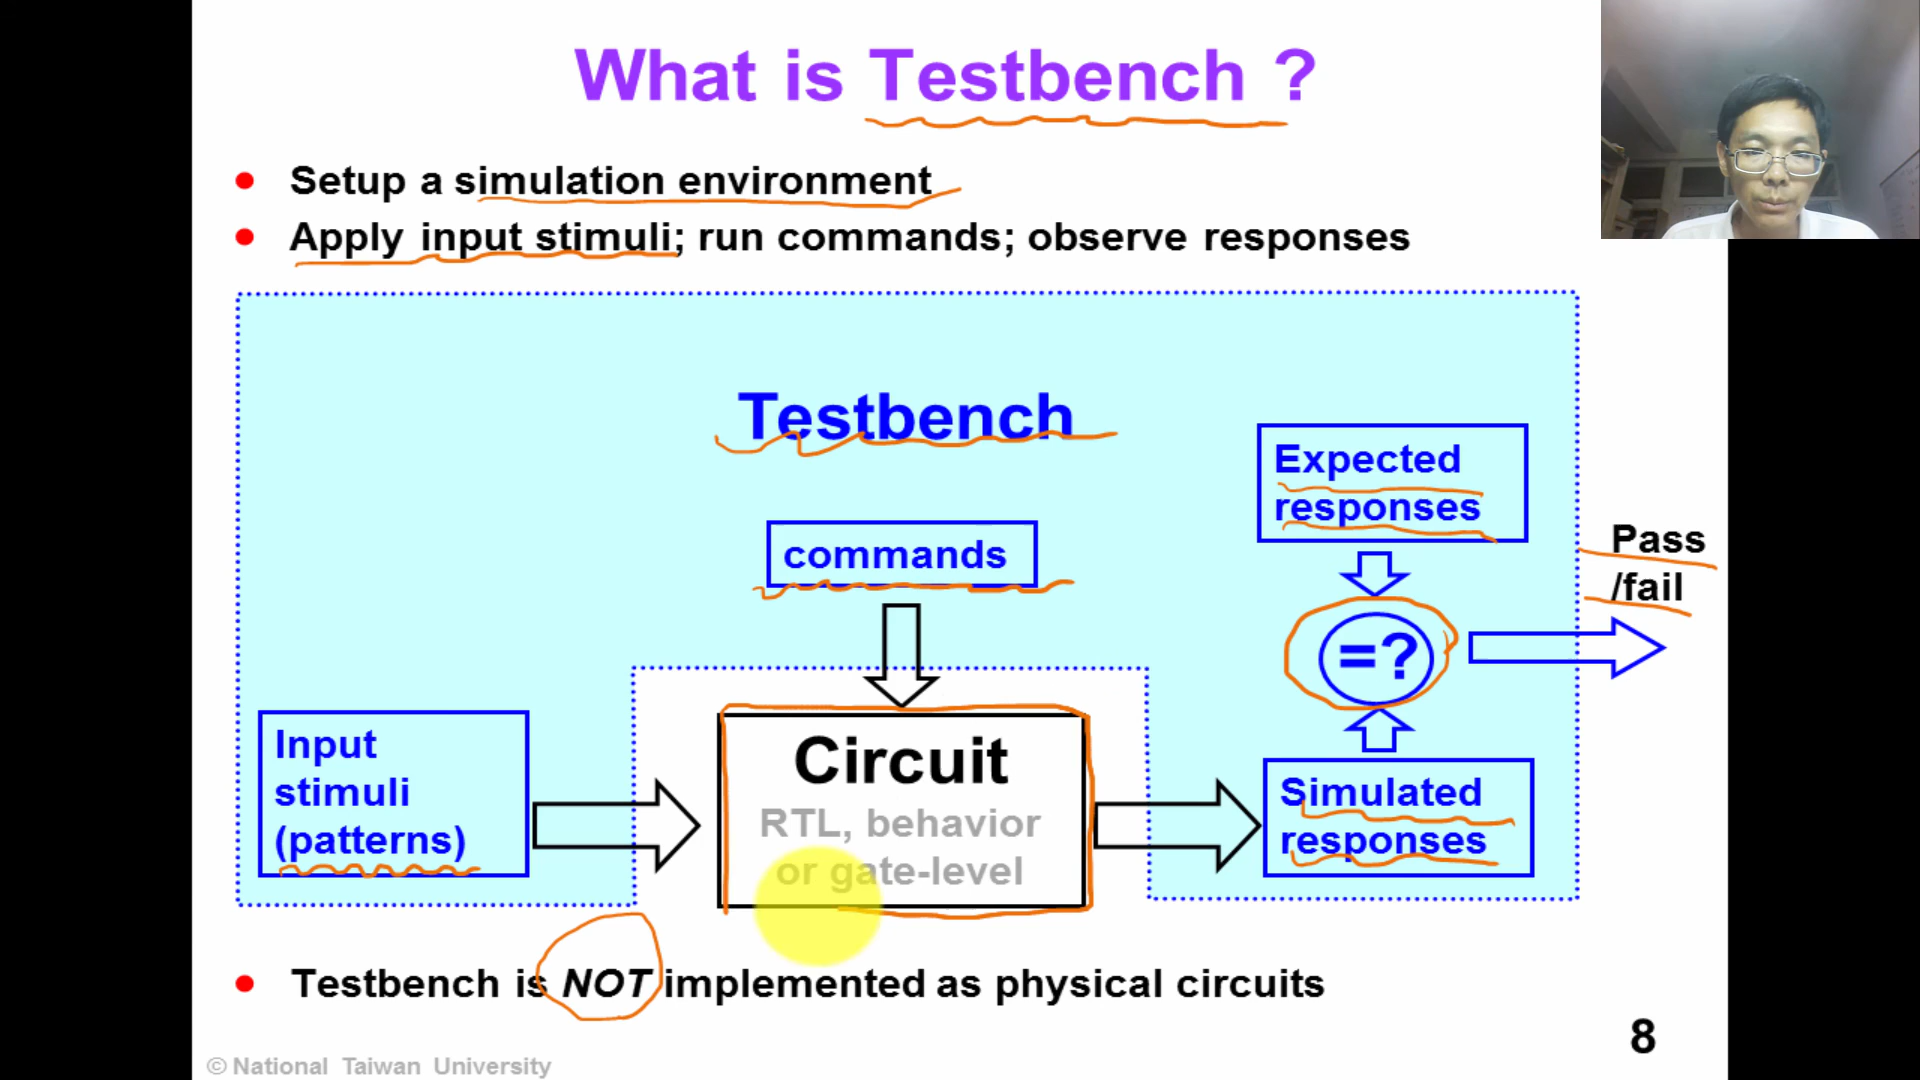 What is Testbench ?
Setup a simulation environment
Apply input stimuli; run commands; observe responses
Testbench
Expected
responses
commands
Pass
/fail
=?
Input
stimuli
(patterns)
Circuit
RTL, behavior
or gate-level
Simulated
responses
Testbench is NOT implemented as physical circuits
8
© National Taiwan University